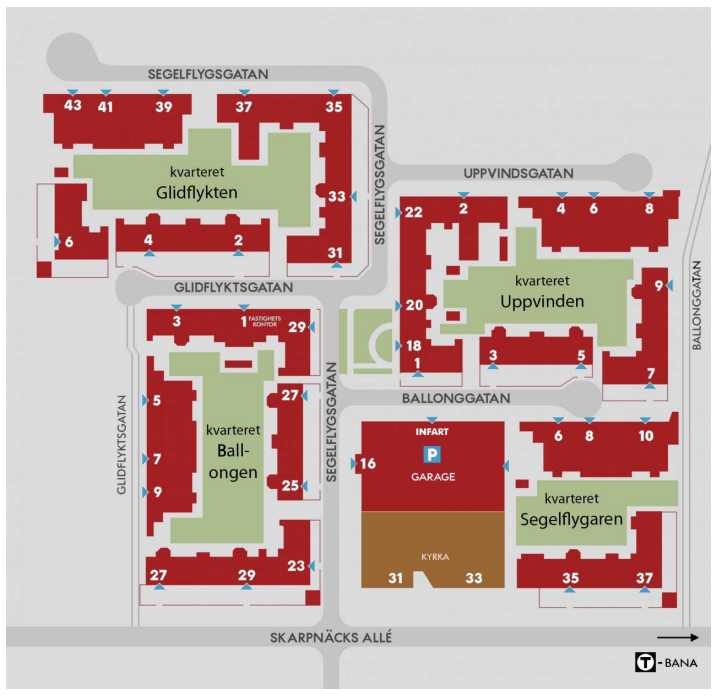 SEGELFLYGSGATAN
43 41 39 37 35
kvarteret
Glidflykten
33
6 4 2 31
SEGELFLYGSGATAN
UPPVINDSGATAN
22 2 4 6 8
kvarteret
Uppvinden
9
20
18
1 3 5 7
BALLONGGATAN
GLIDFLYKTSGATAN
3 1 FASTIGHETS
KONTOR
29
5
27
kvarteret
Ball-
ongen
7
9
25
23
27 29
GLIDFLYKTSGATAN
SEGELFLYGSGATAN
BALLONGGATAN
INFART
P
16
GARAGE
KYRKA
31 33
6 8 10
kvarteret
Segelflygaren
35 37
SKARPNÄCKS ALLÉ
T-BANA